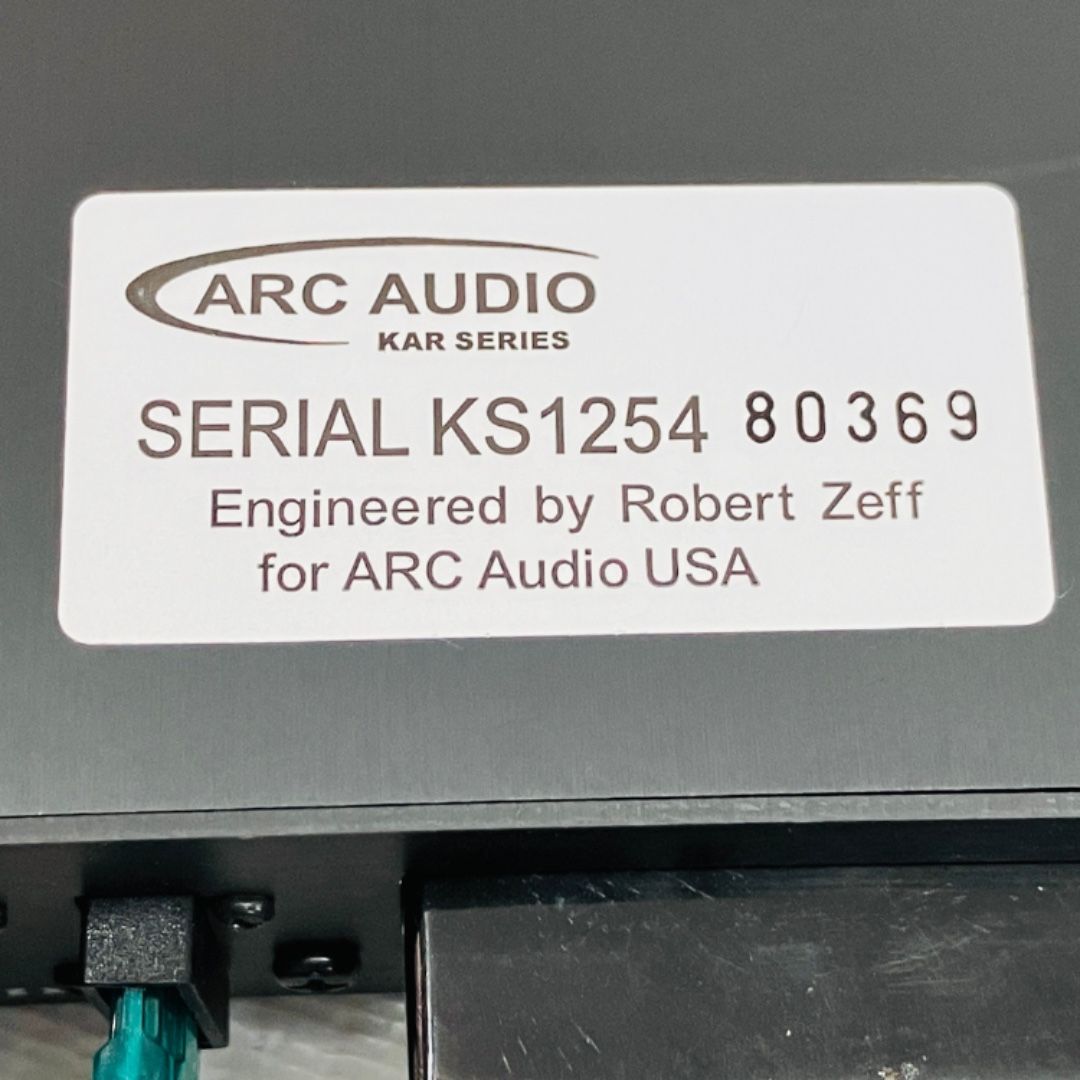 ARC AUDIO
KAR SERIES
SERIAL KS1254 80369
Engineered by Robert Zeff
for ARC Audio USA